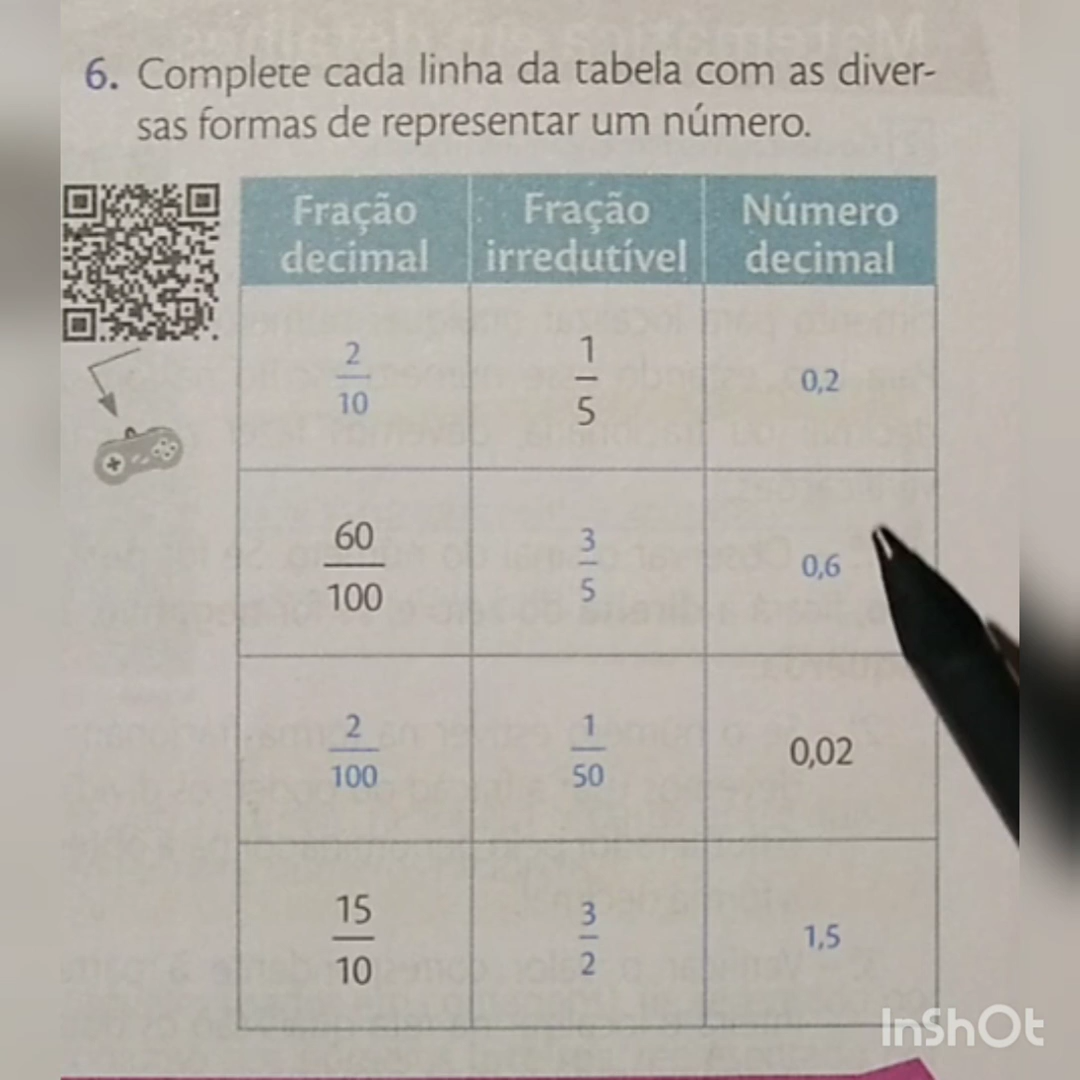 6. Complete cada linha da tabela com as diver-
sas formas de representar um número.
Fração decimal | Fração irredutível | Número decimal
2/10 | 1/5 | 0,2
60/100 | 3/5 | 0,6
2/100 | 1/50 | 0,02
15/10 | 3/2 | 1,5
InShOt